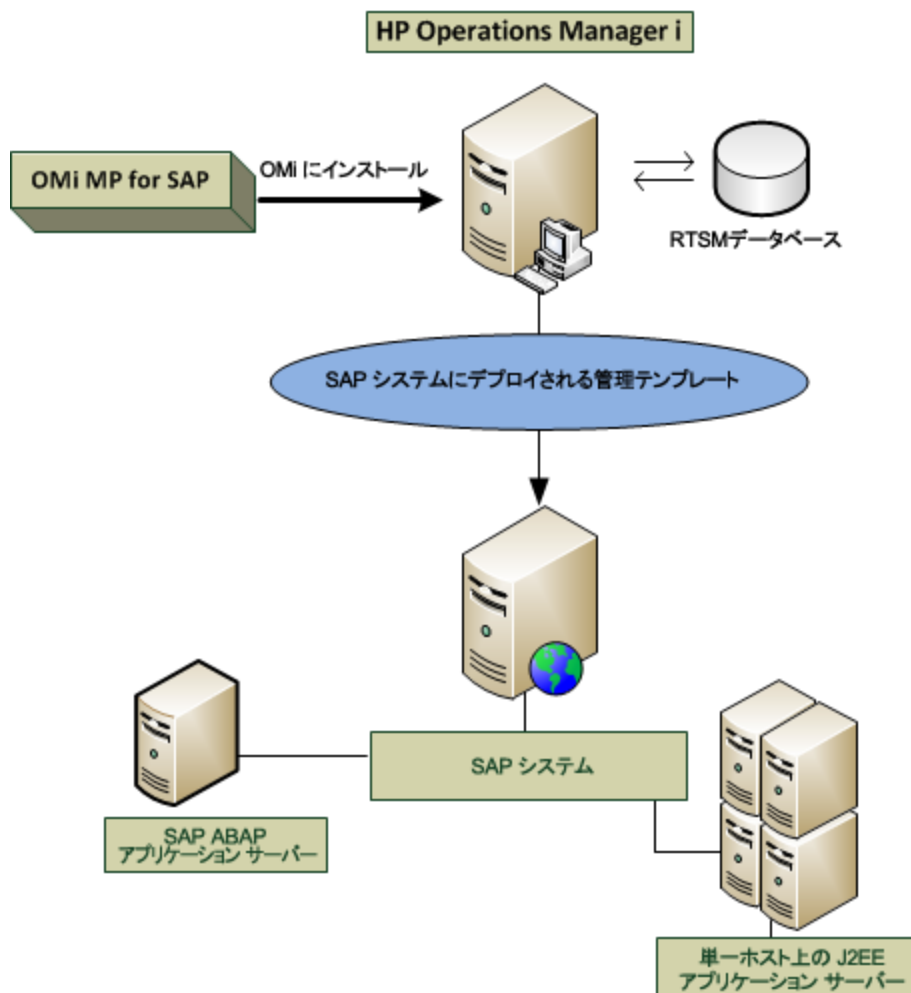 HP Operations Manager i
OMi MP for SAP
OMi にインストール
RTSMデータベース
SAP システムにデプロイされる管理テンプレート
SAP システム
SAP ABAP
アプリケーション サーバー
単一ホスト上の J2EE
アプリケーション サーバー